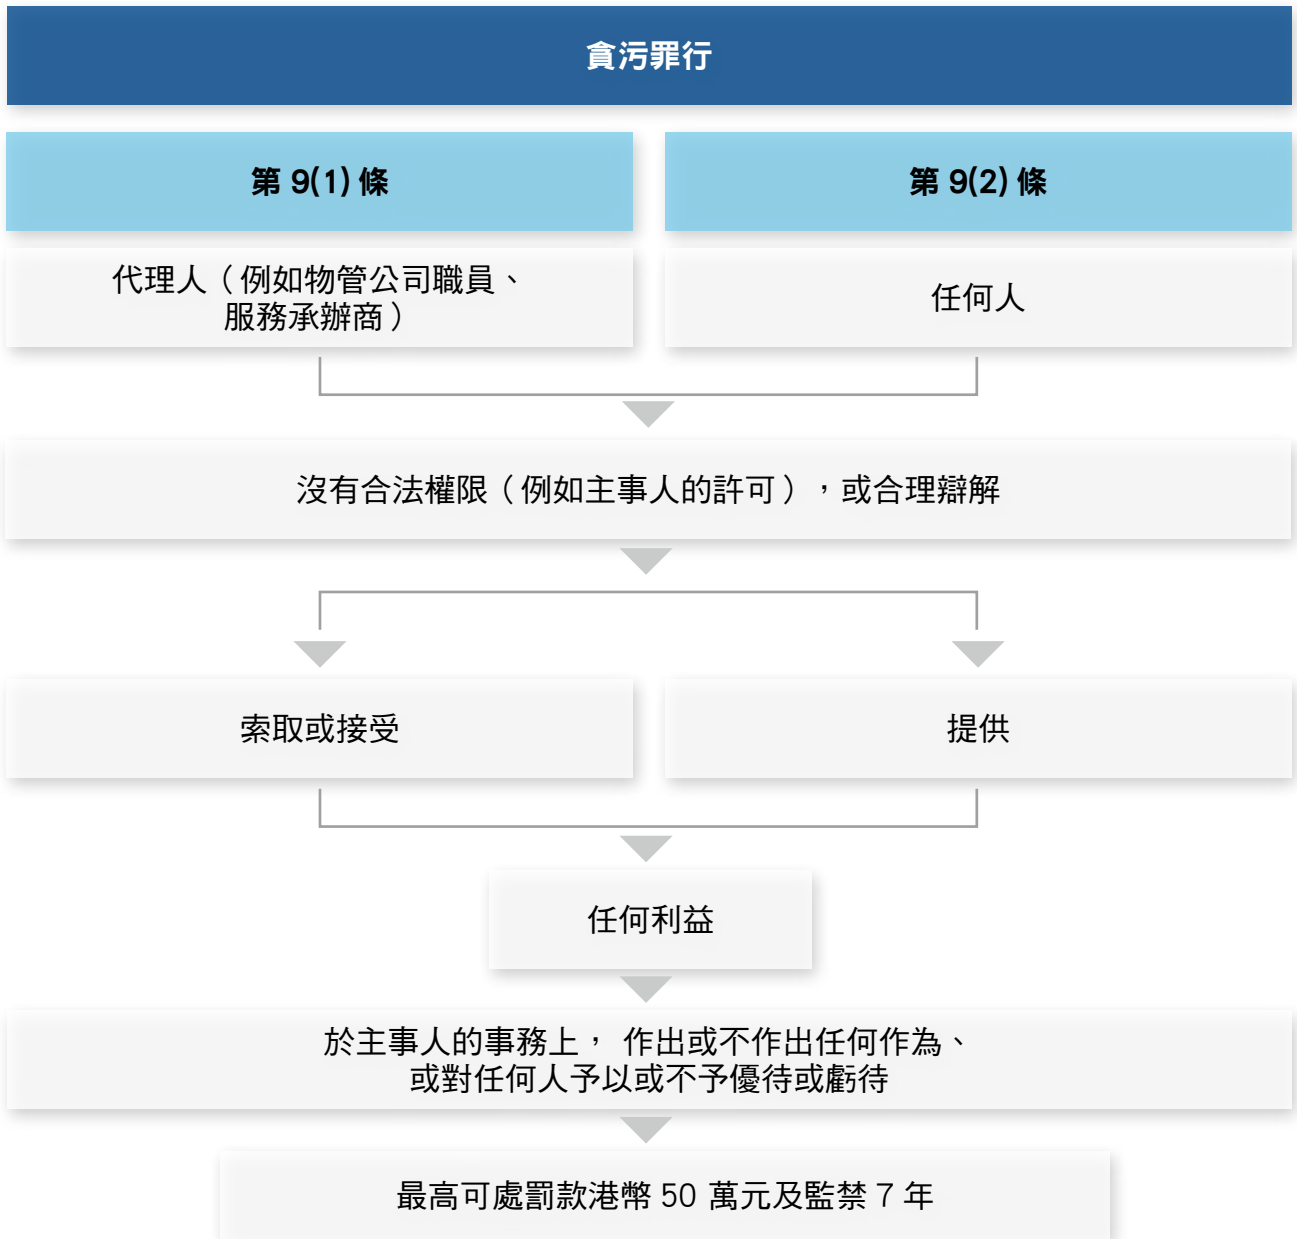 貪污罪行
第 9(1) 條
第 9(2) 條
代理人（例如物管公司職員、
服務承辦商）
任何人
沒有合法權限（例如主事人的許可），或合理辯解
索取或接受
提供
任何利益
於主事人的事務上， 作出或不作出任何作為、
或對任何人予以或不予優待或虧待
最高可處罰款港幣 50 萬元及監禁 7 年